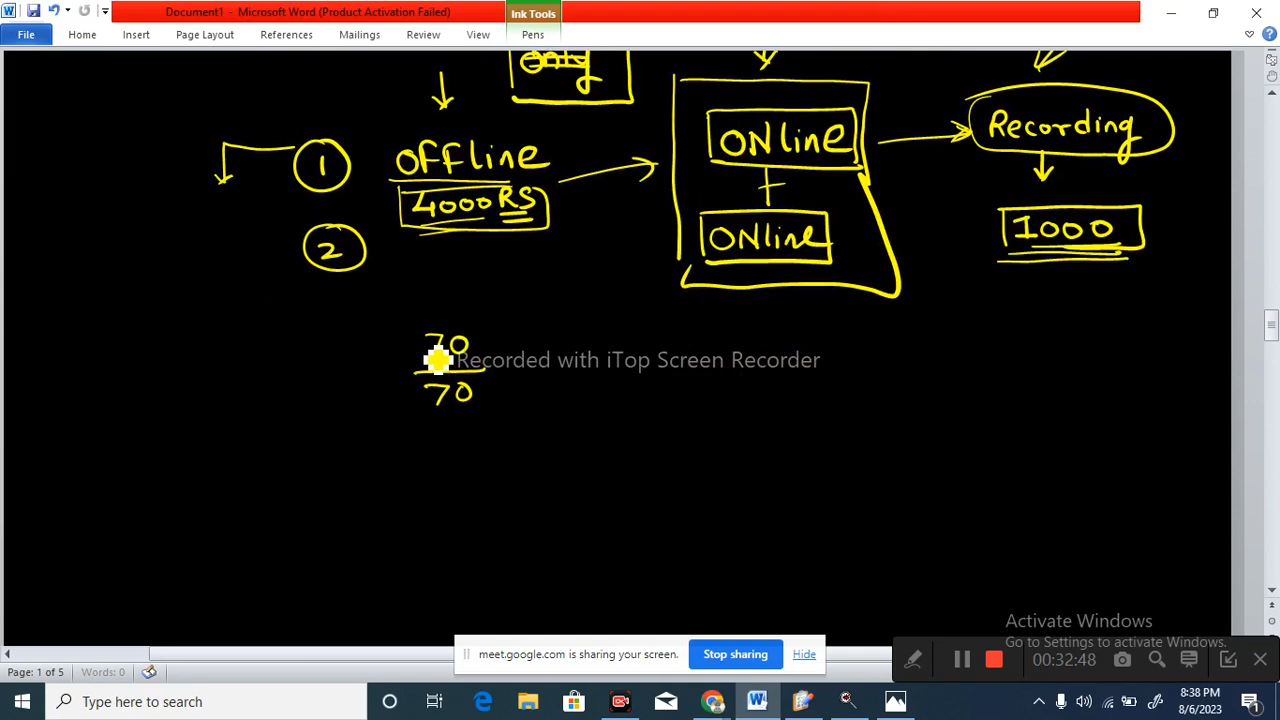 Document1 - Microsoft Word (Product Activation Failed)
Ink Tools
File
Home
Insert
Page Layout
References
Mailings
Review
View
Pens
only
1
OFFline
4000 RS
2
ONline
+
ONline
Recording
1000
70
70
Recorded with iTop Screen Recorder
Activate Windows
Go to Settings to activate Windows.
meet.google.com is sharing your screen.
Stop sharing
Hide
00:32:48
Page: 1 of 5
Words: 0
Type here to search
8:38 PM
8/6/2023